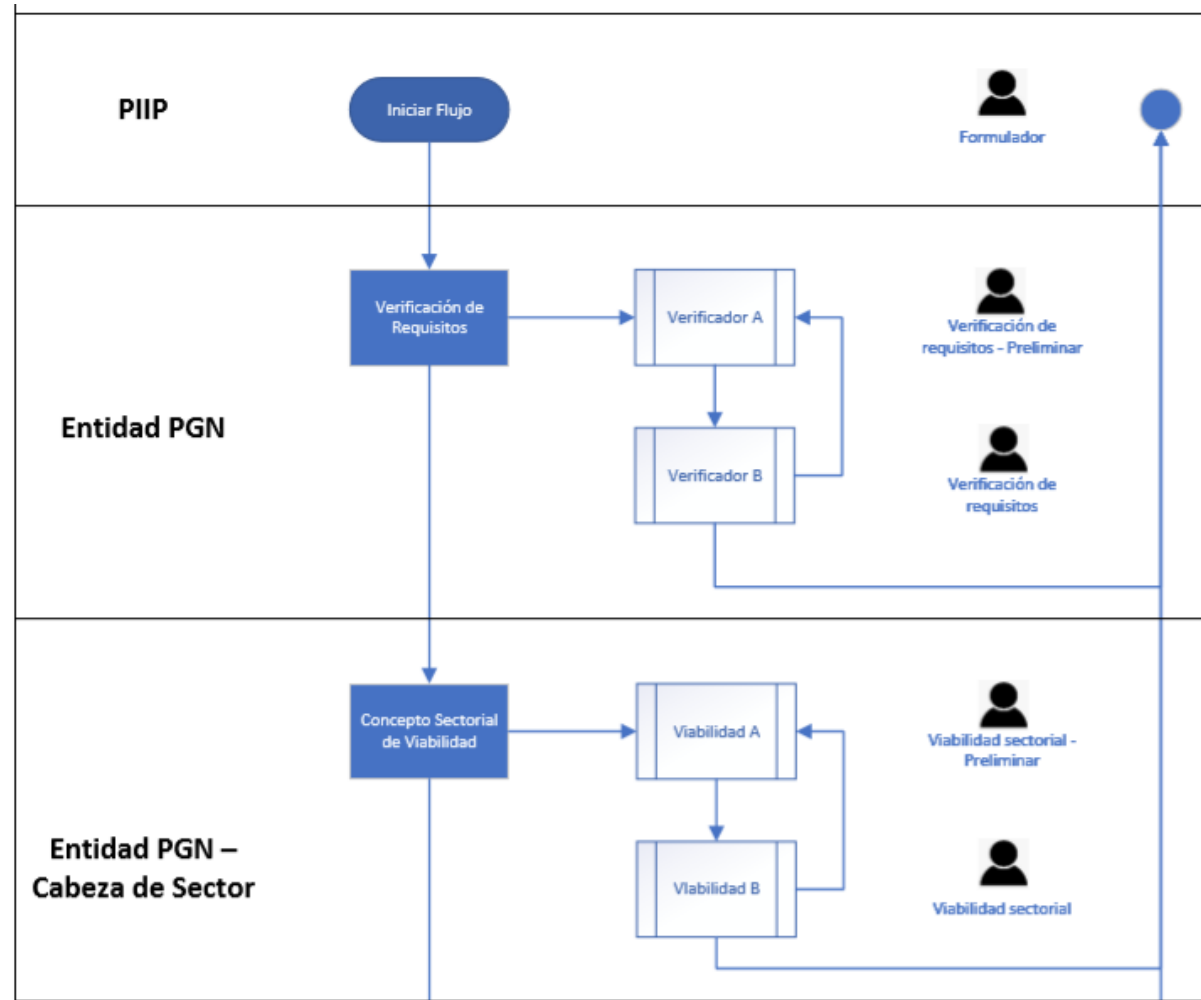 PIIP
Iniciar Flujo
Formulador
Entidad PGN
Verificación de
Requisitos
Verificador A
Verificación de
requisitos - Preliminar
Verificador B
Verificación de
requisitos
Entidad PGN –
Cabeza de Sector
Concepto Sectorial
de Viabilidad
Viabilidad A
Viabilidad sectorial -
Preliminar
VIabilidad B
Viabilidad sectorial